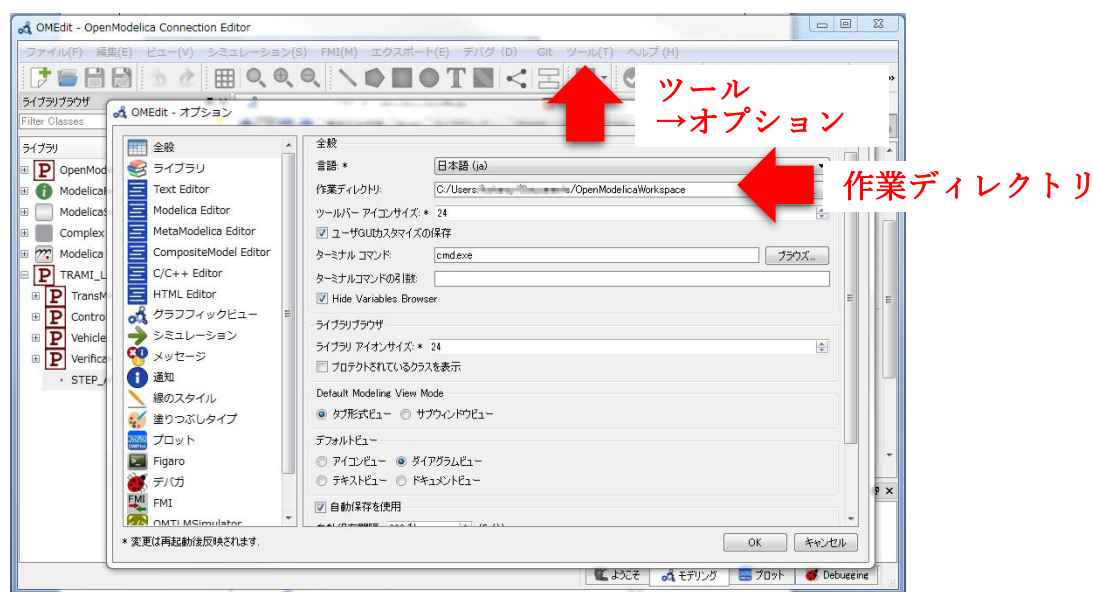 OMEdit - OpenModelica Connection Editor
ファイル(F) 編集(E) ビュー(V) シミュレーション(S) FMI(M) エクスポート(E) デバグ (D) Git ツール(T) ヘルプ (H)
ツール
→オプション
ライブラリブラウザ
Filter Classes
ライブラリ
OpenMod
Modelica
Modelica
Complex
Modelica
TRAMI_L
TransM
Contro
Vehicle
Verifica
STEP_
OMEdit - オプション
全般
ライブラリ
Text Editor
Modelica Editor
MetaModelica Editor
CompositeModel Editor
C/C++ Editor
HTML Editor
グラフフィックビュー
シミュレーション
メッセージ
通知
線のスタイル
塗りつぶしタイプ
プロット
Figaro
デバガ
FMI
OMTLMSimulator
全般
言語: * 日本語 (ja)
作業ディレクトリ: C:/Users /OpenModelicaWorkspace
作業ディレクトリ
ツールバー アイコンサイズ: * 24
ユーザGUIカスタマイズの保存
ターミナル コマンド: cmd.exe ブラウズ...
ターミナルコマンドの引数:
Hide Variables Browser
ライブラリブラウザ
ライブラリ アイオンサイズ: * 24
プロテクトされているクラスを表示
Default Modeling View Mode
タブ形式ビュー サブウィンドウビュー
デフォルトビュー
アイコンビュー ダイアグラムビュー
テキストビュー ドキュメントビュー
自動保存を使用
* 変更は再起動後反映されます.
OK キャンセル
ようこそ モデリング プロット Debugging